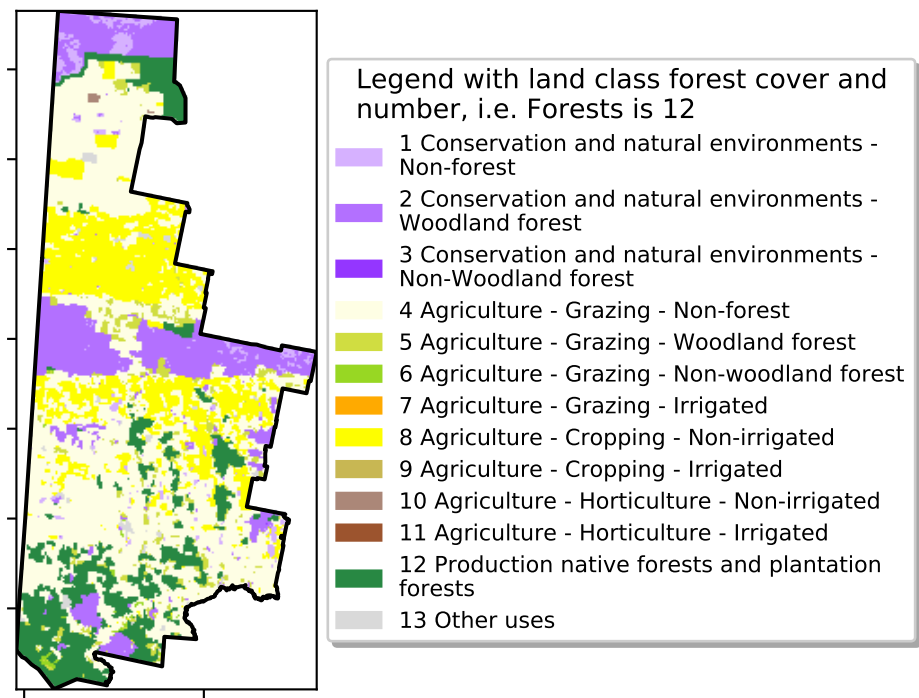 Legend with land class forest cover and
number, i.e. Forests is 12
1 Conservation and natural environments -
Non-forest
2 Conservation and natural environments -
Woodland forest
3 Conservation and natural environments -
Non-Woodland forest
4 Agriculture - Grazing - Non-forest
5 Agriculture - Grazing - Woodland forest
6 Agriculture - Grazing - Non-woodland forest
7 Agriculture - Grazing - Irrigated
8 Agriculture - Cropping - Non-irrigated
9 Agriculture - Cropping - Irrigated
10 Agriculture - Horticulture - Non-irrigated
11 Agriculture - Horticulture - Irrigated
12 Production native forests and plantation
forests
13 Other uses